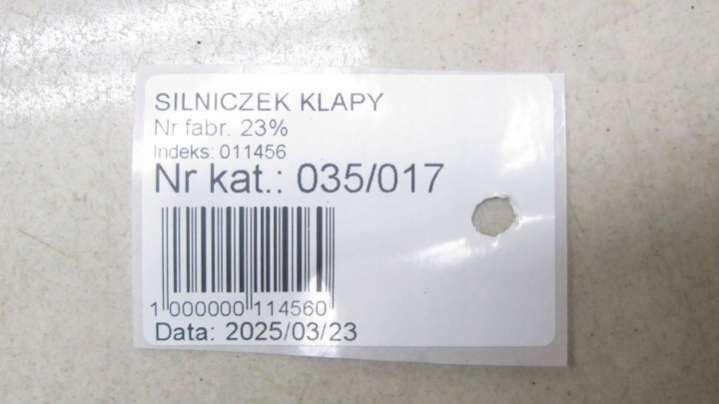 SILNICZEK KLAPY
Nr fabr. 23%
Indeks: 011456
Nr kat.: 035/017
1 000000 114560
Data: 2025/03/23